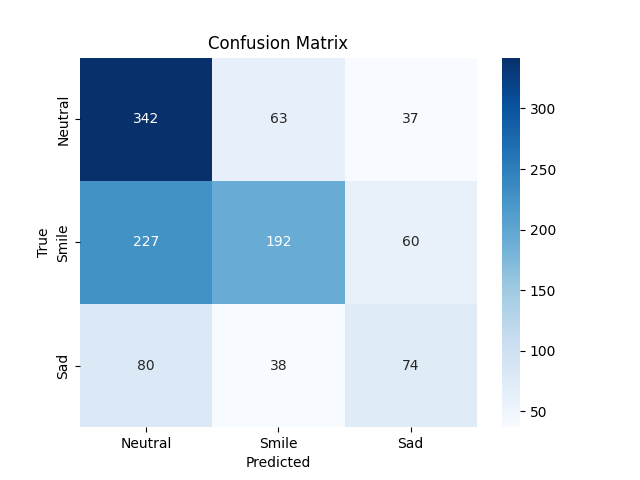 Confusion Matrix
Neutral
342
63
37
Smile
227
192
60
Sad
80
38
74
True
Neutral
Smile
Sad
Predicted
300
250
200
150
100
50